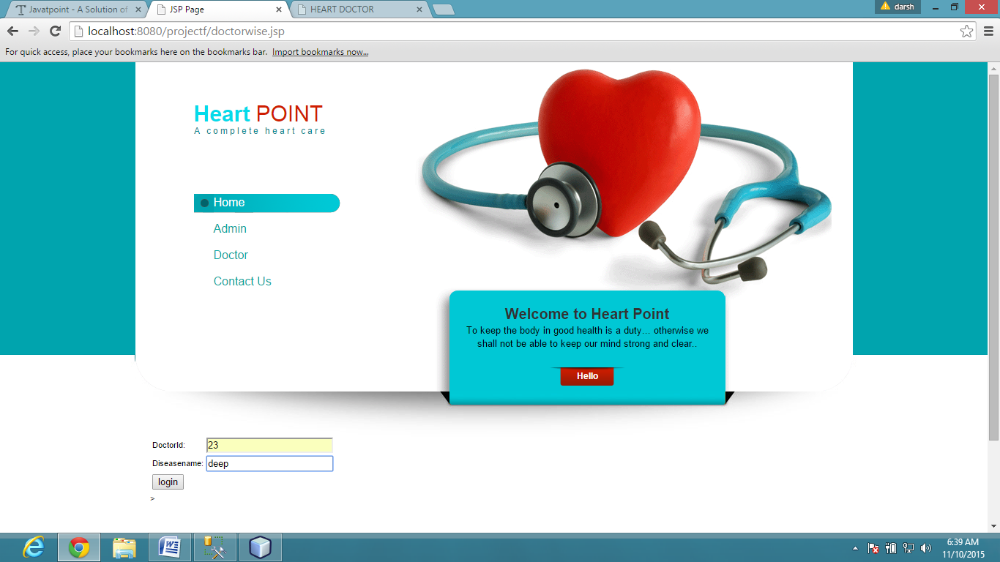 Javatpoint - A Solution of
JSP Page
HEART DOCTOR
darsh
localhost:8080/projectf/doctorwise.jsp
For quick access, place your bookmarks here on the bookmarks bar. Import bookmarks now...
Heart POINT
A complete heart care
Home
Admin
Doctor
Contact Us
Welcome to Heart Point
To keep the body in good health is a duty... otherwise we
shall not be able to keep our mind strong and clear..
Hello
DoctorId: 23
Diseasename: deep
login
>
6:39 AM
11/10/2015